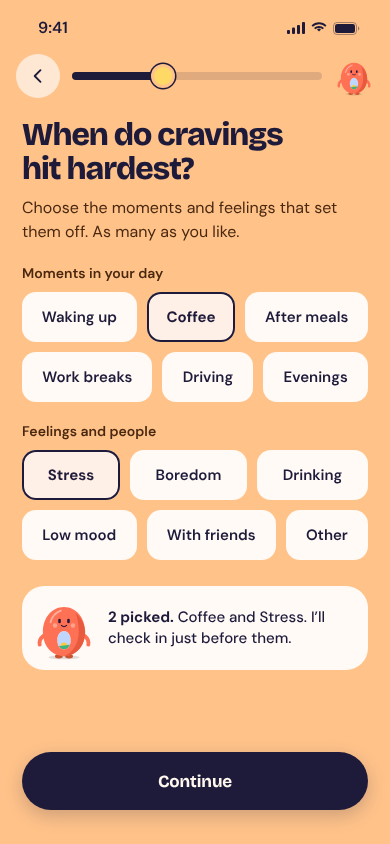 9:41
When do cravings
hit hardest?
Choose the moments and feelings that set
them off. As many as you like.
Moments in your day
Waking up
Coffee
After meals
Work breaks
Driving
Evenings
Feelings and people
Stress
Boredom
Drinking
Low mood
With friends
Other
2 picked. Coffee and Stress. I’ll
check in just before them.
Continue